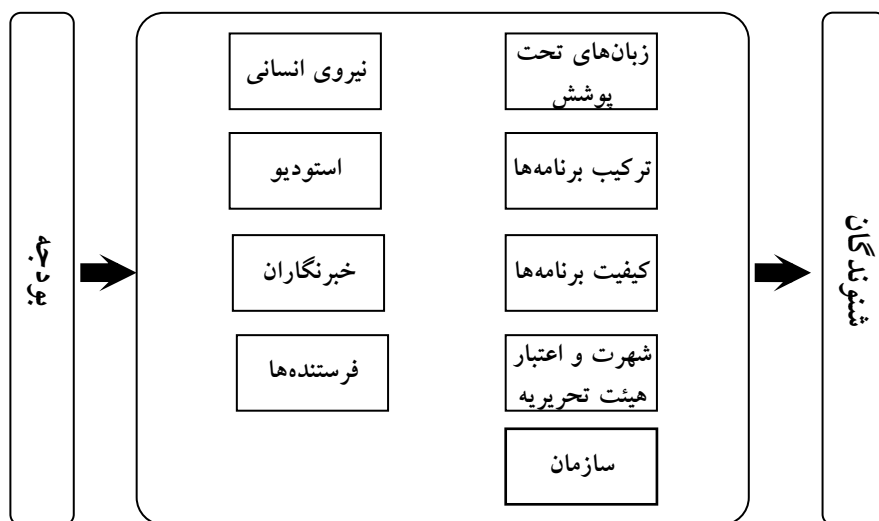 بودجه
نیروی انسانی
استودیو
خبرنگاران
فرستنده‌ها
زبان‌های تحت
پوشش
ترکیب برنامه‌ها
کیفیت برنامه‌ها
شهرت و اعتبار
هیئت تحریریه
سازمان
شنوندگان